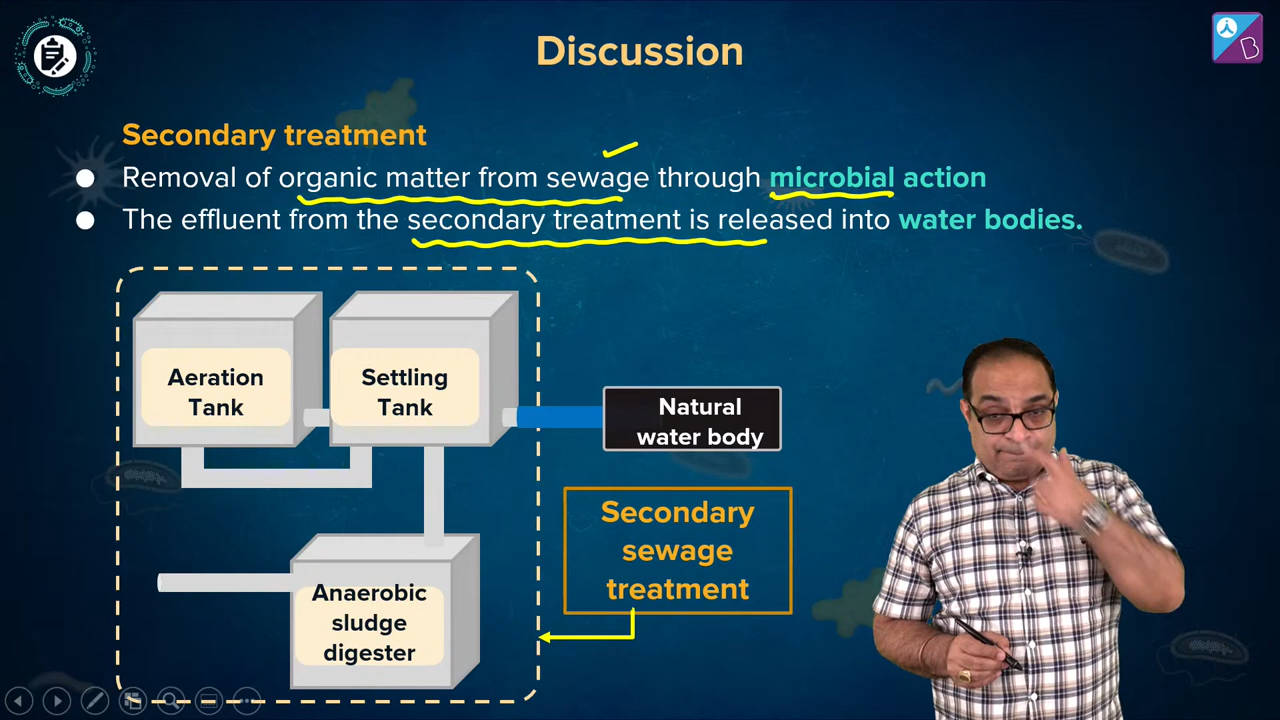 Discussion
Secondary treatment
Removal of organic matter from sewage through microbial action
The effluent from the secondary treatment is released into water bodies.
Aeration
Tank
Settling
Tank
Natural
water body
Secondary
sewage
treatment
Anaerobic
sludge
digester
B